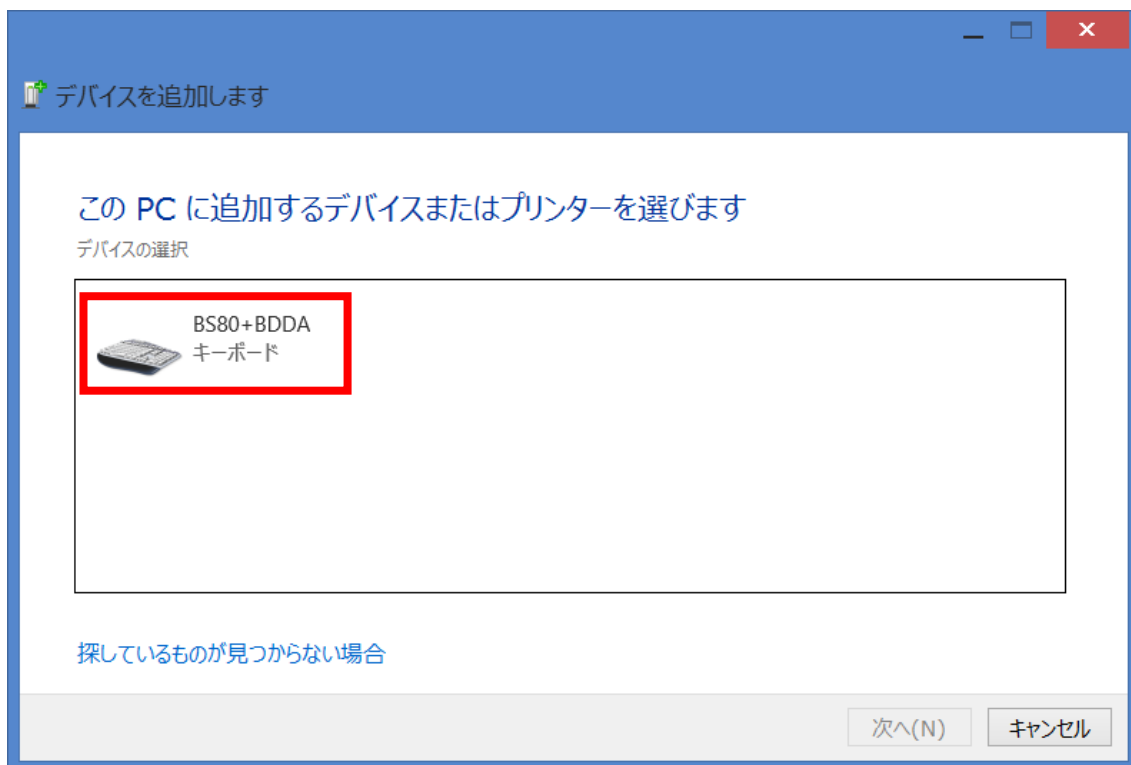 デバイスを追加します
この PC に追加するデバイスまたはプリンターを選びます
デバイスの選択
BS80+BDDA
キーボード
探しているものが見つからない場合
次へ(N)
キャンセル